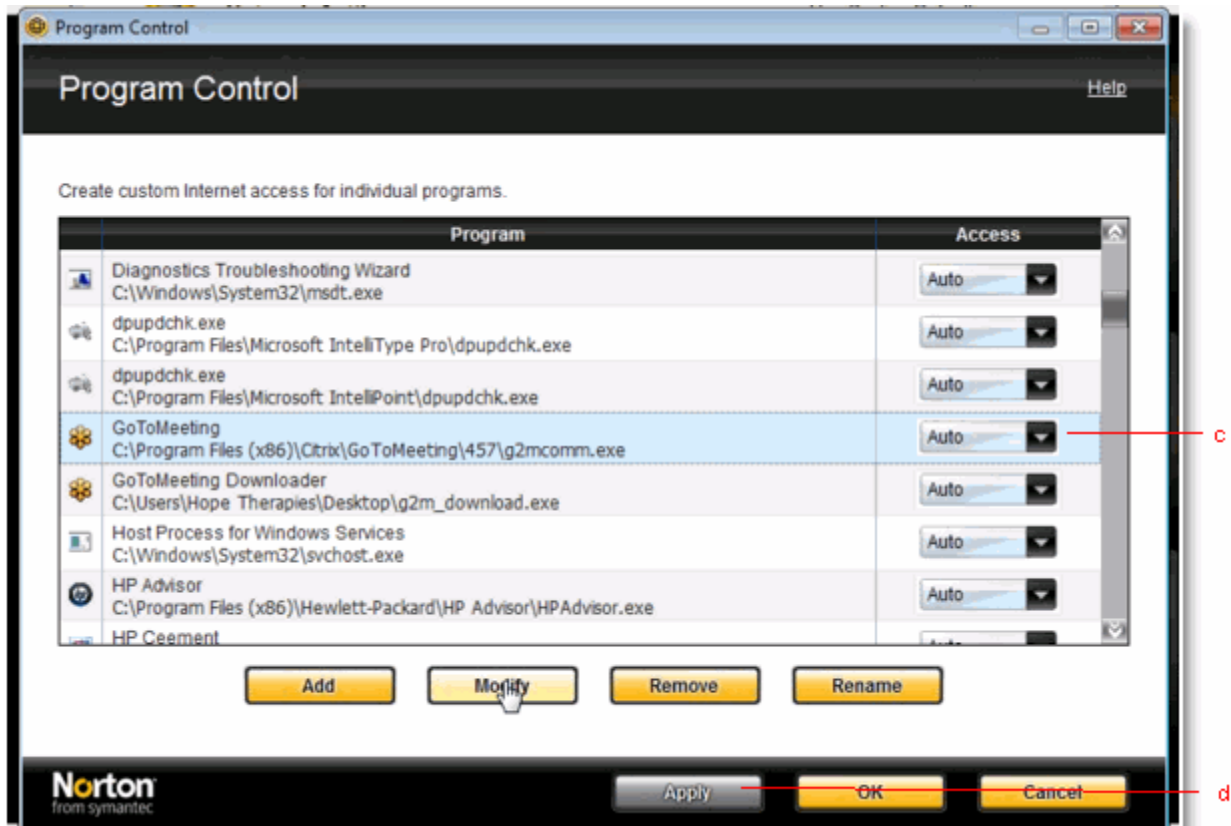 Program Control
Program Control
Help
Create custom Internet access for individual programs.
Program Access
Diagnostics Troubleshooting Wizard
C:\Windows\System32\msdt.exe
Auto
dpupdchk.exe
C:\Program Files\Microsoft IntelliType Pro\dpupdchk.exe
Auto
dpupdchk.exe
C:\Program Files\Microsoft IntelliPoint\dpupdchk.exe
Auto
GoToMeeting
C:\Program Files (x86)\Citrix\GoToMeeting\457\g2mcomm.exe
Auto
c
GoToMeeting Downloader
C:\Users\Hope Therapies\Desktop\g2m_download.exe
Auto
Host Process for Windows Services
C:\Windows\System32\svchost.exe
Auto
HP Advisor
C:\Program Files (x86)\Hewlett-Packard\HP Advisor\HPAdvisor.exe
Auto
HP Ceement
Add Modify Remove Rename
Norton
from symantec
Apply OK Cancel
d